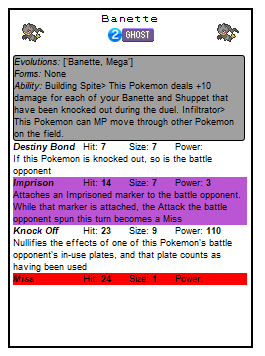 Banette
2 GHOST
Evolutions: ['Banette, Mega']
Forms: None
Ability: Building Spite> This Pokemon deals +10
damage for each of your Banette and Shuppet that
have been knocked out during the duel. Infiltrator>
This Pokemon can MP move through other Pokemon
on the field.
Destiny Bond Hit: 7 Size: 7 Power:
If this Pokemon is knocked out, so is the battle
opponent
Imprison Hit: 14 Size: 7 Power: 3
Attaches an Imprisoned marker to the battle opponent.
While that marker is attached, the Attack the battle
opponent spun this turn becomes a Miss
Knock Off Hit: 23 Size: 9 Power: 110
Nullifies the effects of one of this Pokemon's battle
opponent's in-use plates, and that plate counts as
having been used
Miss Hit: 24 Size: 1 Power: